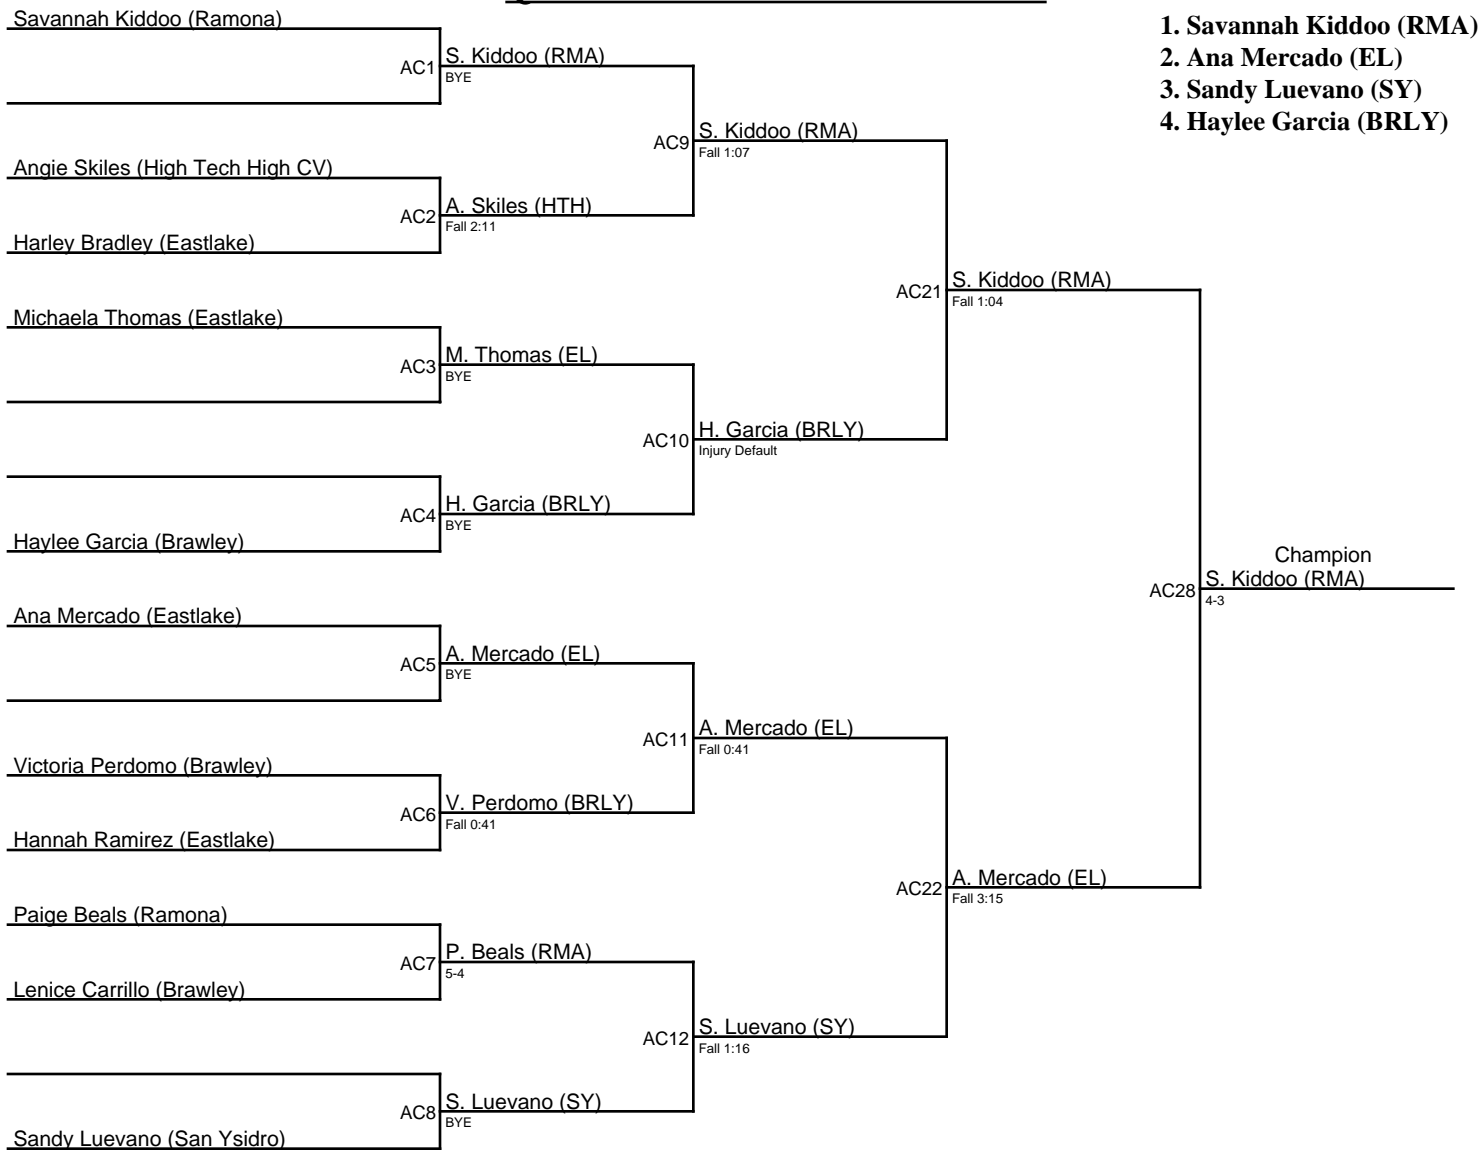 Savannah Kiddoo (Ramona)
AC1
S. Kiddoo (RMA)
BYE
AC9
S. Kiddoo (RMA)
Fall 1:07
Angie Skiles (High Tech High CV)
AC2
A. Skiles (HTH)
Fall 2:11
Harley Bradley (Eastlake)
AC21
S. Kiddoo (RMA)
Fall 1:04
Michaela Thomas (Eastlake)
AC3
M. Thomas (EL)
BYE
AC10
H. Garcia (BRLY)
Injury Default
AC4
H. Garcia (BRLY)
BYE
Haylee Garcia (Brawley)
Champion
AC28
S. Kiddoo (RMA)
4-3
Ana Mercado (Eastlake)
AC5
A. Mercado (EL)
BYE
AC11
A. Mercado (EL)
Fall 0:41
Victoria Perdomo (Brawley)
AC6
V. Perdomo (BRLY)
Fall 0:41
Hannah Ramirez (Eastlake)
AC22
A. Mercado (EL)
Fall 3:15
Paige Beals (Ramona)
AC7
P. Beals (RMA)
5-4
Lenice Carrillo (Brawley)
AC12
S. Luevano (SY)
Fall 1:16
AC8
S. Luevano (SY)
BYE
Sandy Luevano (San Ysidro)
1. Savannah Kiddoo (RMA)
2. Ana Mercado (EL)
3. Sandy Luevano (SY)
4. Haylee Garcia (BRLY)